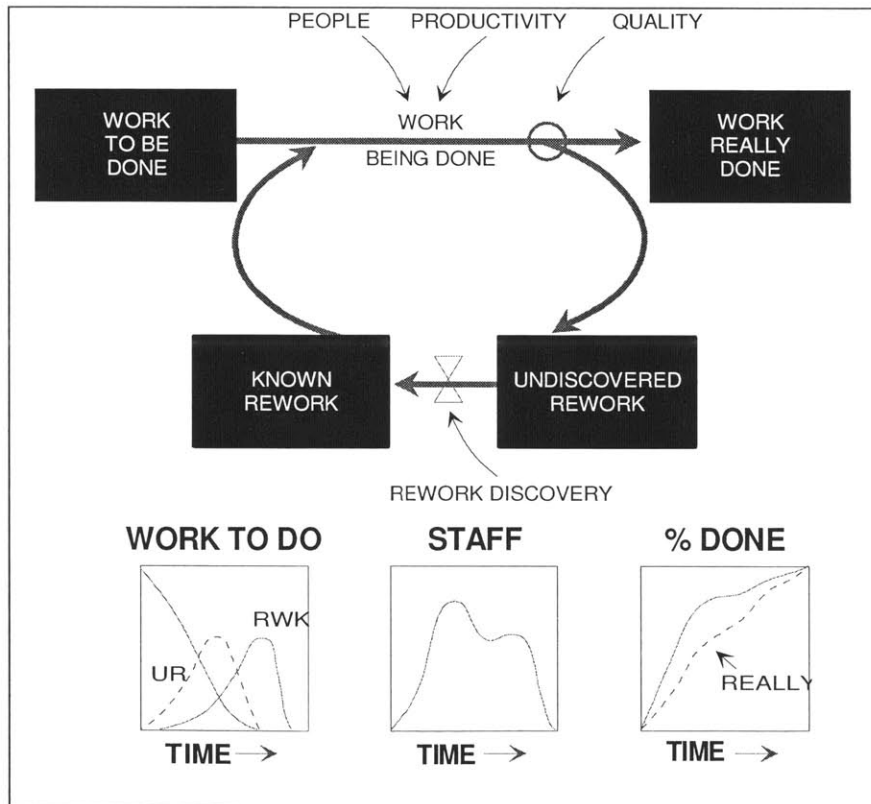 PEOPLE PRODUCTIVITY QUALITY
WORK
TO BE
DONE
WORK
BEING DONE
WORK
REALLY
DONE
KNOWN
REWORK
UNDISCOVERED
REWORK
REWORK DISCOVERY
WORK TO DO
RWK
UR
TIME
STAFF
TIME
% DONE
REALLY
TIME